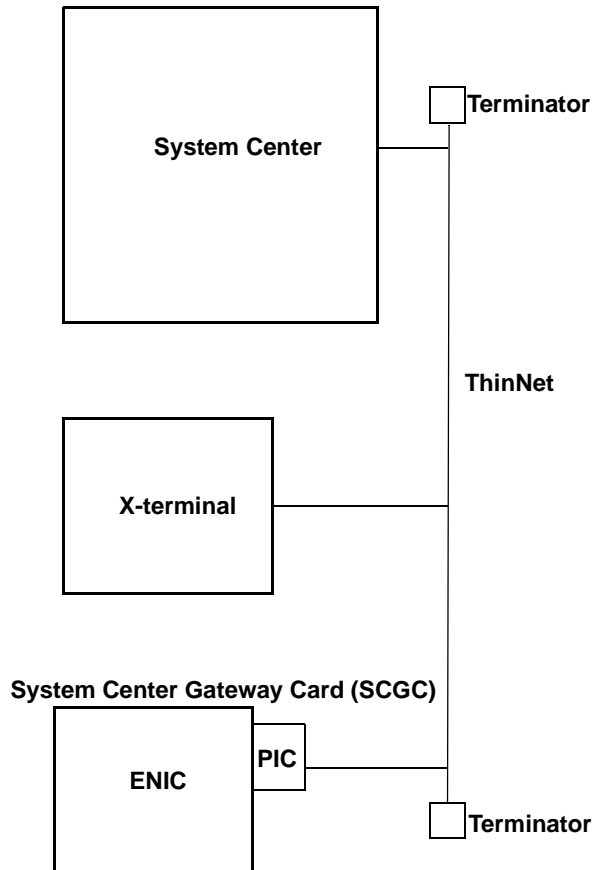 Terminator
System Center
ThinNet
X-terminal
System Center Gateway Card (SCGC)
PIC
ENIC
Terminator